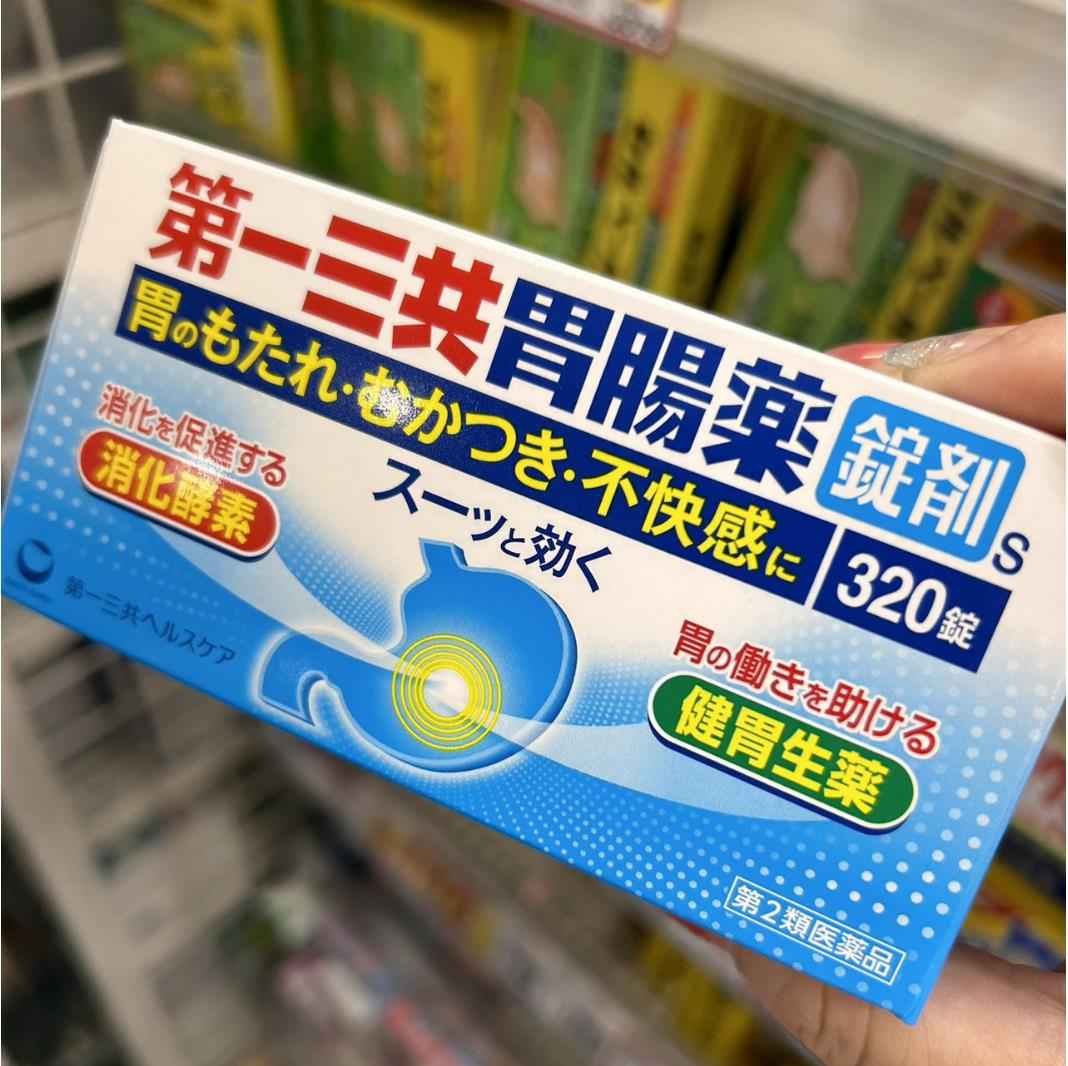 第一三共胃腸薬 錠剤s
胃のもたれ・むかつき・不快感に
320錠
消化を促進する
消化酵素
スーッと効く
胃の働きを助ける
健胃生薬
第一三共ヘルスケア
第2類医薬品